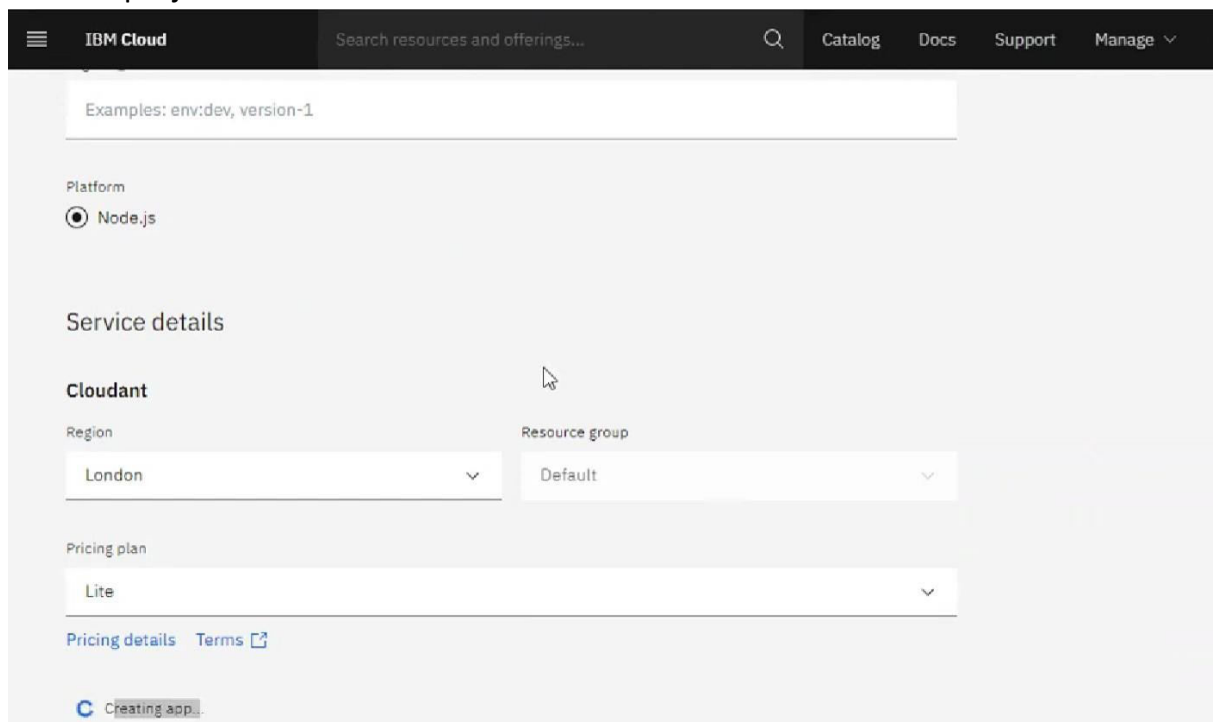 IBM Cloud Search resources and offerings... Catalog Docs Support Manage
Examples: env:dev, version-1
Platform
Node.js
Service details
Cloudant
Region Resource group
London Default
Pricing plan
Lite
Pricing details Terms
Creating app...